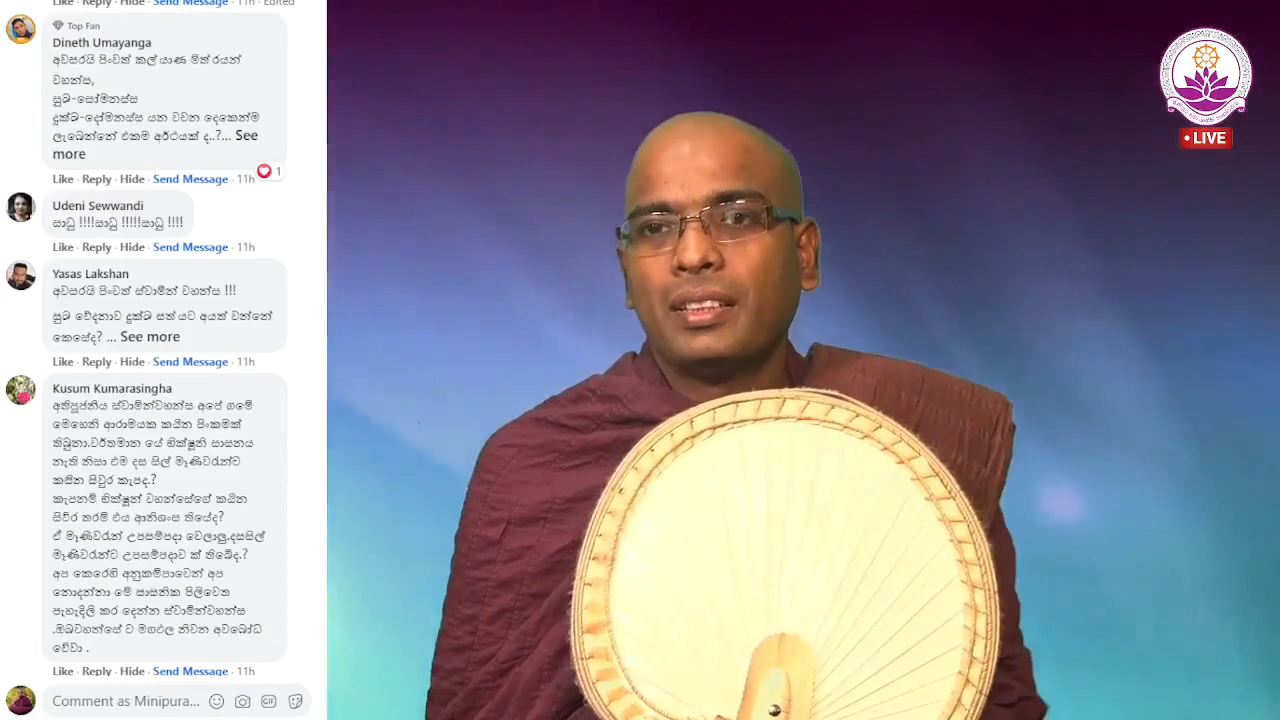 Like · Reply · Hide · Send Message · 11h · Edited
Top Fan
Dineth Umayanga
අවසරයි පිංවත් කල් යාණ මිත් රයන්
වහන්ස,
සුඛ-සෝමනස්ස
දුක්ඛ-දෝමනස්ස යන වචන දෙකෙන්ම
ලැබෙන්නේ එකම අර්ථයක් ද..?... See
more
Like · Reply · Hide · Send Message · 11h
1
Udeni Sewwandi
සාධු !!!!සාධු !!!!!සාධු !!!!
Like · Reply · Hide · Send Message · 11h
Yasas Lakshan
අවසරයි පිංවත් ස්වාමීන් වහන්ස !!!
සුඛ වේදනාව දුක්ඛ සත් යට අයත් වන්නේ
කෙසේද? ... See more
Like · Reply · Hide · Send Message · 11h
Kusum Kumarasingha
අතිපූජනීය ස්වාමින්වහන්ස අපේ ගමේ
මෙහෙනි ආරාමයක කඨින පිංකමක්
තිබුනා.වර්තමාන යේ භික්ෂූනි සාසනය
නැති නිසා එම දස සිල් මෑණිවරැන්ට
කඨින සිවුර කැපද.?
කැපනම් භික්ෂූන් වහන්සේගේ කඨින
සිවුර තරම් එය ආනිශංස තියේද?
ඒ මෑණිවරැන් උපසම්පදා වෙලාලු.දසසිල්
මෑණිවරැන්ට උපසම්පදාව ක් තිබේද.?
අප කෙරෙහි අනුකම්පාවෙන් අප
නොදන්නා මේ සාසනික පිලිවෙත
පැහැදිලි කර දෙන්න ස්වාමින්වහන්ස
.ඔබවහන්සේ ට මගඵල නිවන අවබෝධ
වේවා .
Like · Reply · Hide · Send Message · 11h
Comment as Minipura...
GIF
LIVE